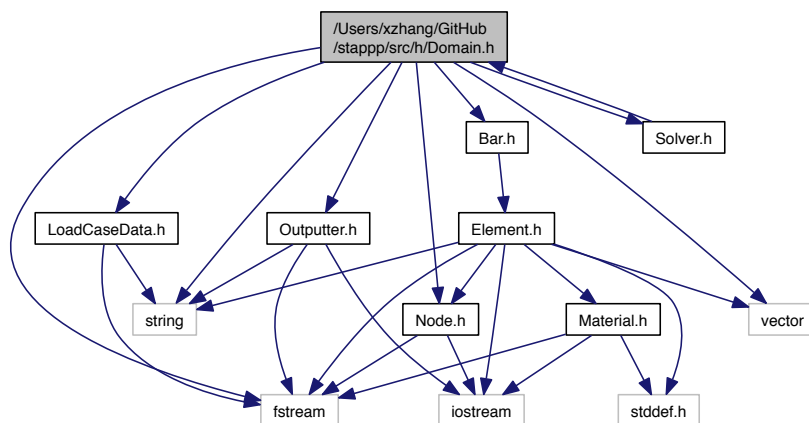 /Users/xzhang/GitHub
/stappp/src/h/Domain.h
Bar.h
Solver.h
LoadCaseData.h
Outputter.h
Element.h
string
Node.h
Material.h
vector
fstream
iostream
stddef.h